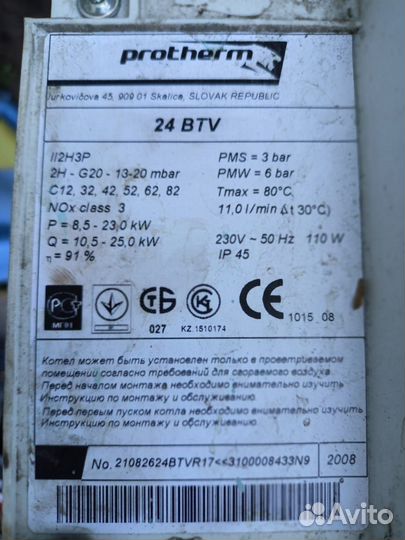 protherm
Jurkovičova 45, 909 01 Skalica, SLOVAK REPUBLIC
24 BTV
II2H3P
PMS = 3 bar
2H - G20 - 13-20 mbar
PMW = 6 bar
C12, 32, 42, 52, 62, 82
Tmax = 80°C
NOx class 3
11,0 l/min Δt 30°C)
P = 8,5 - 23,0 kW
Q = 10,5 - 25,0 kW
230V ~ 50 Hz 110 W
η = 91 %
IP 45
МГ01
027
KZ.1510174
CE
1015 08
Котел может быть установлен только в проветриваемом
помещении согласно требований для сгораемого воздуха.
Перед началом монтажа необходимо внимательно изучить
Инструкцию по монтажу и обслуживанию.
Перед первым пуском котла необходимо внимательно изучить
Инструкцию по монтажу и обслуживанию.
No. 21082624BTVR17<<3100008433N9
2008
Avito